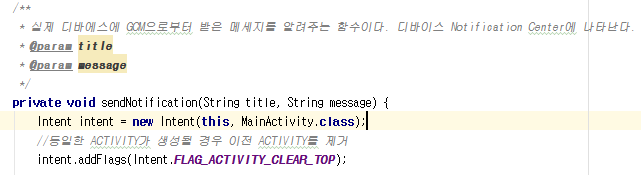 /**
* 실제 디바에스에 GCM으로부터 받은 메세지를 알려주는 함수이다. 디바이스 Notification Center에 나타난다.
* @param title
* @param message
*/
private void sendNotification(String title, String message) {
Intent intent = new Intent(this, MainActivity.class);
//동일한 ACTIVITY가 생성될 경우 이전 ACTIVITY를 제거
intent.addFlags(Intent.FLAG_ACTIVITY_CLEAR_TOP);